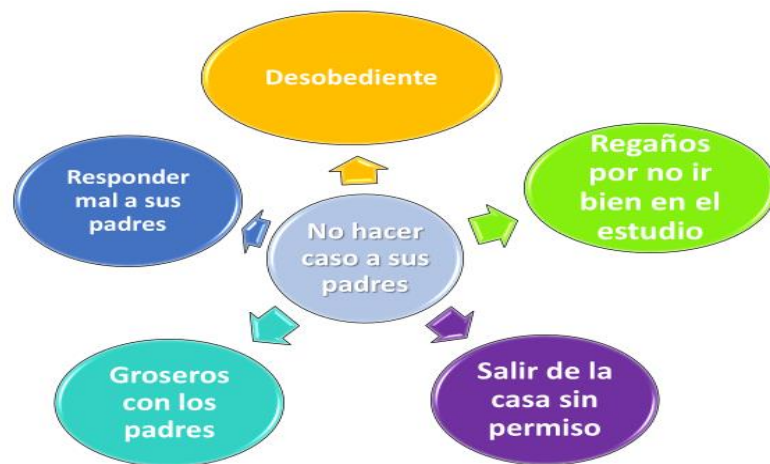 Desobediente
Regaños
por no ir
bien en el
estudio
Responder
mal a sus
padres
No hacer
caso a sus
padres
Groseros
con los
padres
Salir de la
casa sin
permiso